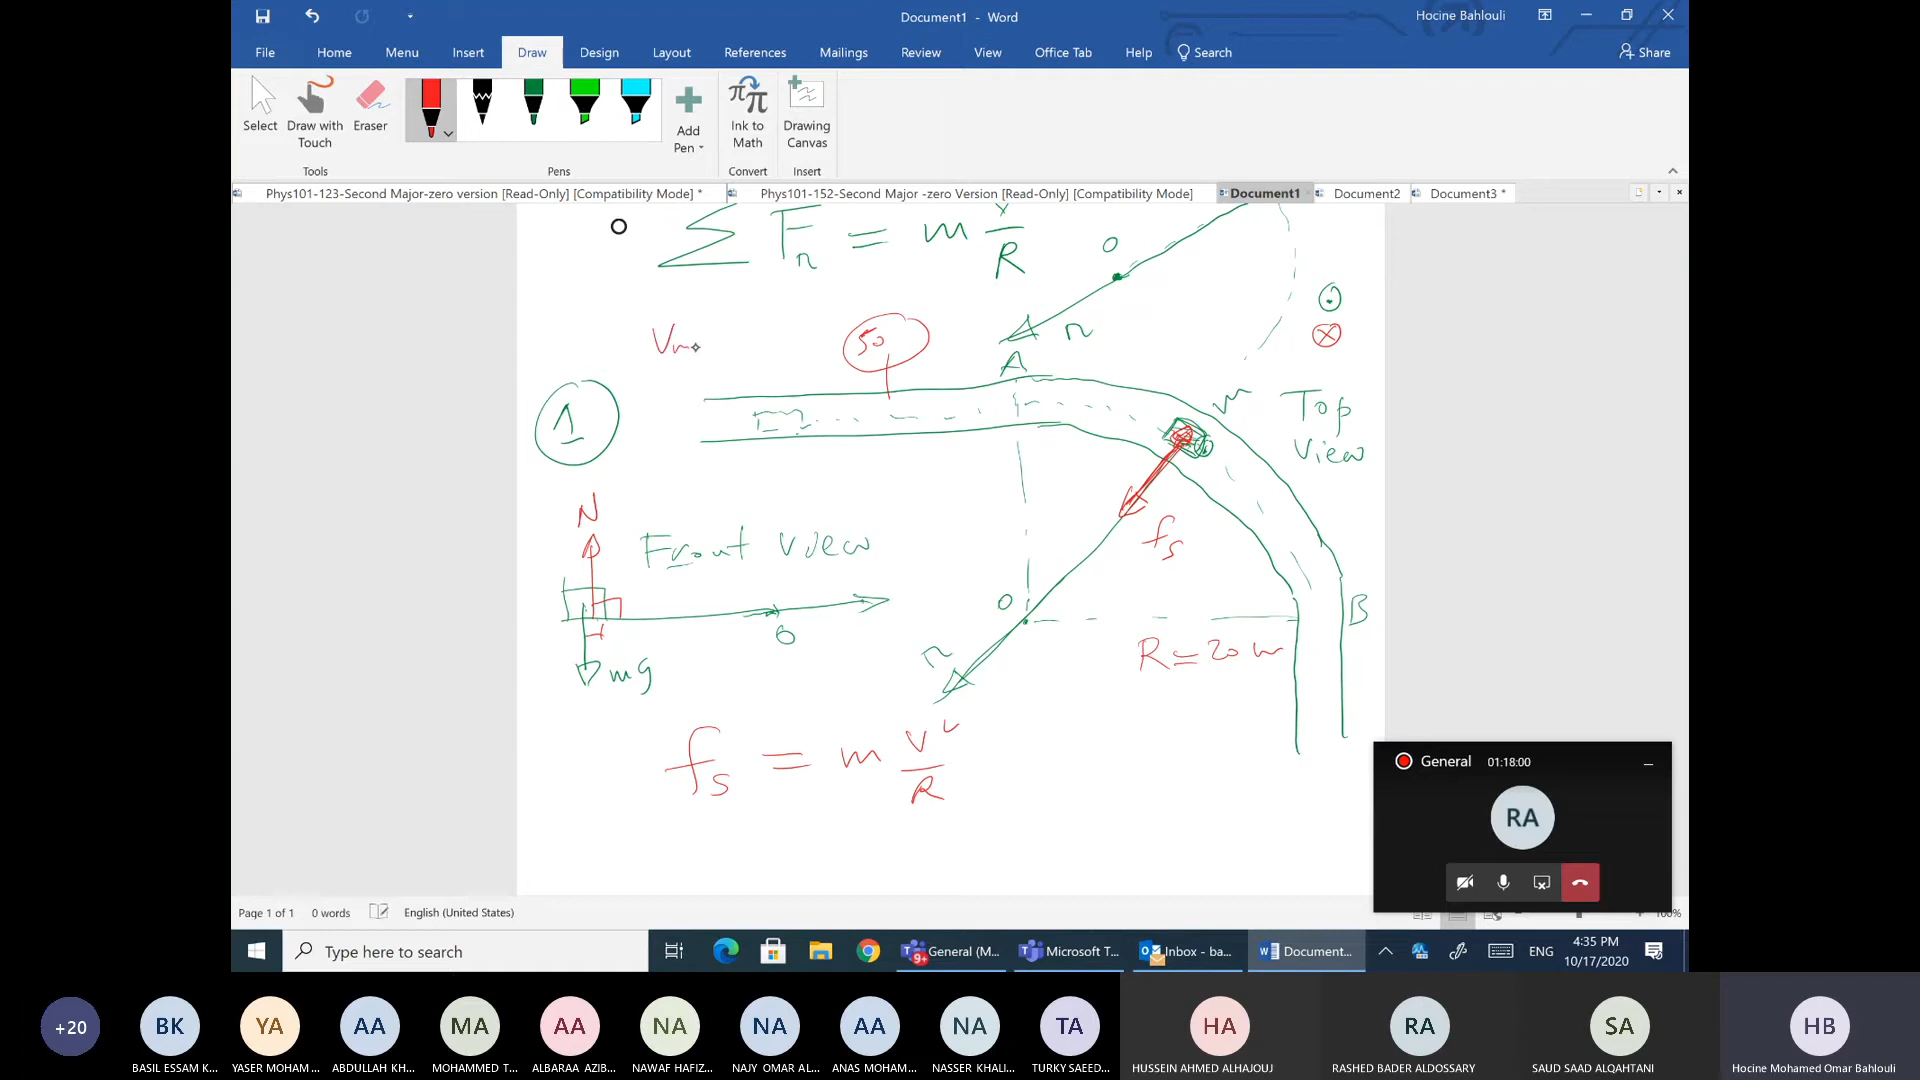 Document1 - Word
Hocine Bahlouli
File Home Menu Insert Draw Design Layout References Mailings Review View Office Tab Help Search Share
Select
Draw with Touch
Eraser
Add Pen
Ink to Math
Drawing Canvas
Tools
Pens
Convert
Insert
Phys101-123-Second Major-zero version [Read-Only] [Compatibility Mode] *
Phys101-152-Second Major -zero Version [Read-Only] [Compatibility Mode]
Document1
Document2
Document3 *
Σ Fn = m v/R
O
n
Vm
50
A
m
1
Top
View
N
Front view
fs
O
O
B
n
R = 20 m
mg
fs = m v²/R
General 01:18:00
RA
Page 1 of 1 0 words English (United States)
100%
Type here to search
General (M...
9+
Microsoft T...
Inbox - ba...
Document...
ENG
4:35 PM
10/17/2020
+20
BK YA AA MA AA NA NA AA NA TA HA RA SA HB
BASIL ESSAM K...
YASER MOHAM...
ABDULLAH KH...
MOHAMMED T...
ALBARAA AZIB...
NAWAF HAFIZ...
NAJY OMAR AL...
ANAS MOHAM...
NASSER KHALI...
TURKY SAEED...
HUSSEIN AHMED ALHAJOUJ
RASHED BADER ALDOSSARY
SAUD SAAD ALQAHTANI
Hocine Mohamed Omar Bahlouli